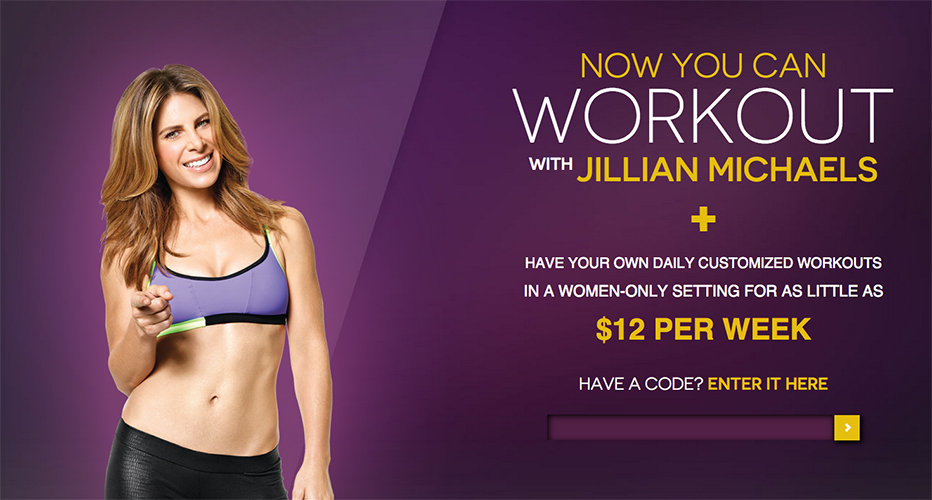 NOW YOU CAN
WORKOUT
WITH JILLIAN MICHAELS
+
HAVE YOUR OWN DAILY CUSTOMIZED WORKOUTS
IN A WOMEN-ONLY SETTING FOR AS LITTLE AS
$12 PER WEEK
HAVE A CODE? ENTER IT HERE